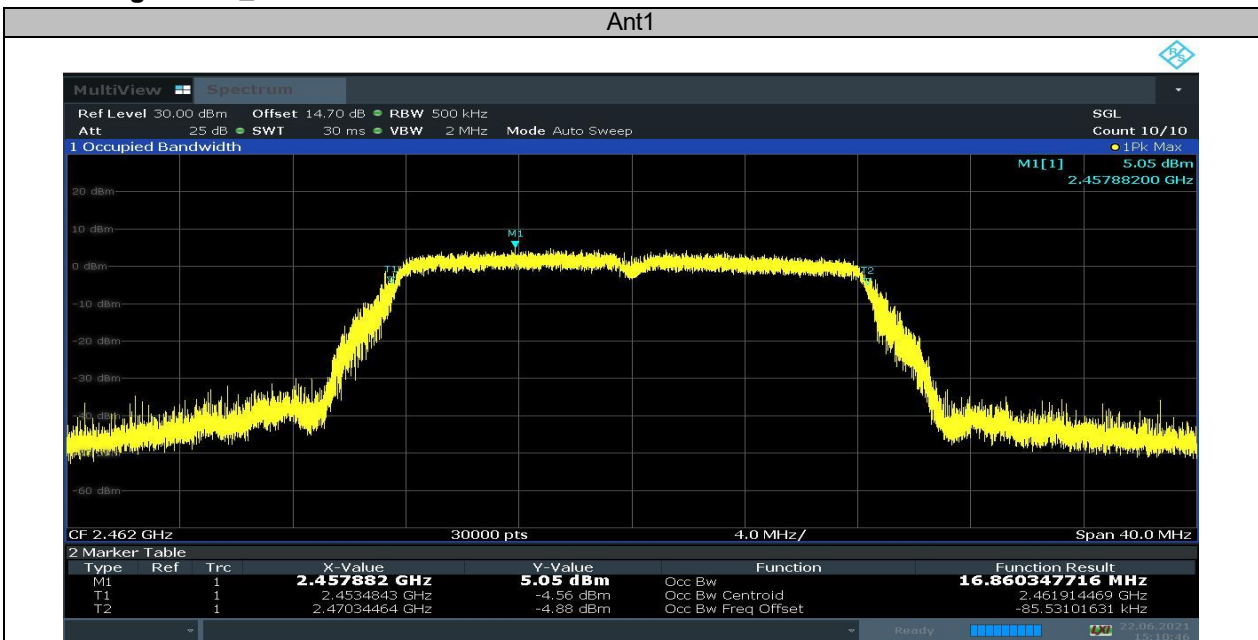 Ant1
MultiView Spectrum
Ref Level 30.00 dBm Offset 14.70 dB RBW 500 kHz SGL
Att 25 dB SWT 30 ms VBW 2 MHz Mode Auto Sweep Count 10/10
1 Occupied Bandwidth 1Pk Max
M1[1] 5.05 dBm
2.45788200 GHz
20 dBm
10 dBm
M1
0 dBm
T1 T2
-10 dBm
-20 dBm
-30 dBm
-40 dBm
-60 dBm
CF 2.462 GHz 30000 pts 4.0 MHz/ Span 40.0 MHz
2 Marker Table
Type Ref Trc X-Value Y-Value Function Function Result
M1 1 2.457882 GHz 5.05 dBm Occ Bw 16.860347716 MHz
T1 1 2.4534843 GHz -4.56 dBm Occ Bw Centroid 2.461914469 GHz
T2 1 2.47034464 GHz -4.88 dBm Occ Bw Freq Offset -85.53101631 kHz
Ready LXI 22.06.2021
15:10:46